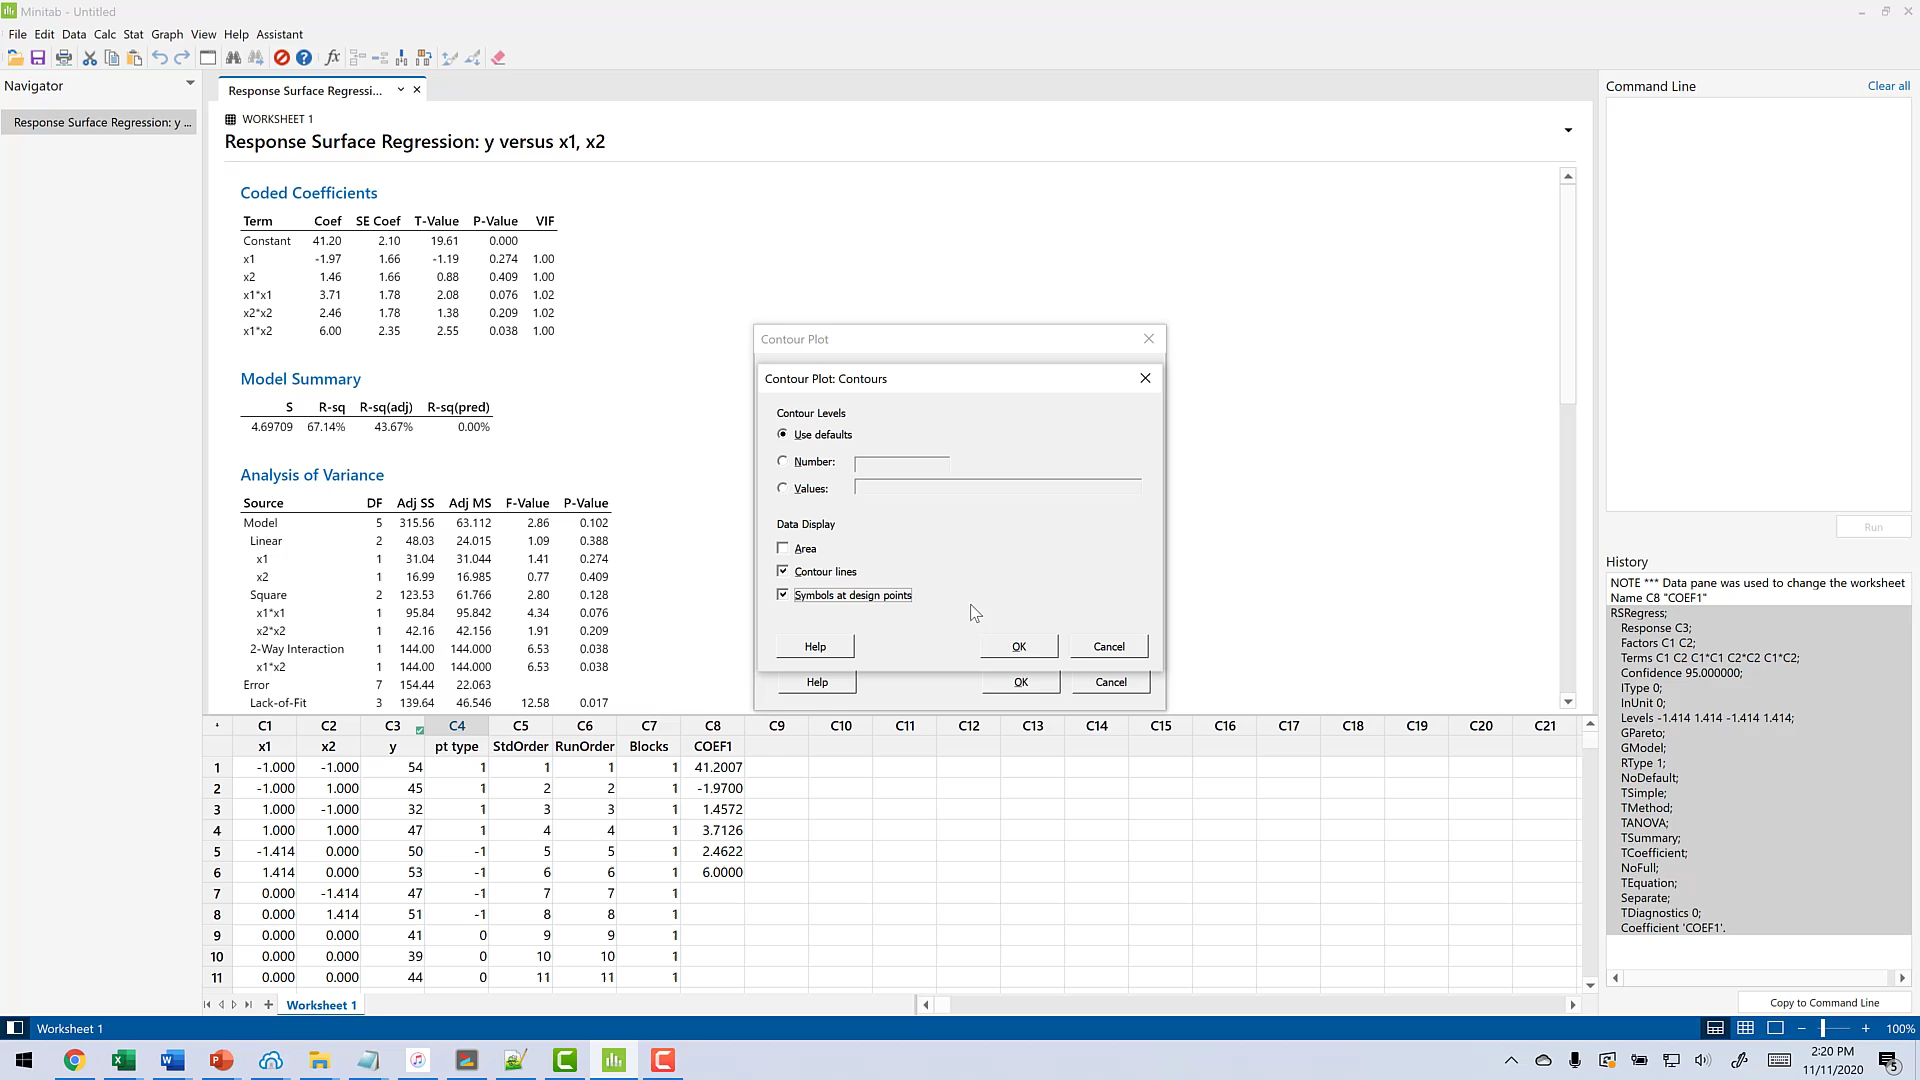 Minitab - Untitled
File Edit Data Calc Stat Graph View Help Assistant
Navigator
Response Surface Regression: y ...
Response Surface Regressi...
WORKSHEET 1
Response Surface Regression: y versus x1, x2
Coded Coefficients
Term Coef SE Coef T-Value P-Value VIF
Constant 41.20 2.10 19.61 0.000
x1 -1.97 1.66 -1.19 0.274 1.00
x2 1.46 1.66 0.88 0.409 1.00
x1*x1 3.71 1.78 2.08 0.076 1.02
x2*x2 2.46 1.78 1.38 0.209 1.02
x1*x2 6.00 2.35 2.55 0.038 1.00
Model Summary
S R-sq R-sq(adj) R-sq(pred)
4.69709 67.14% 43.67% 0.00%
Analysis of Variance
Source DF Adj SS Adj MS F-Value P-Value
Model 5 315.56 63.112 2.86 0.102
Linear 2 48.03 24.015 1.09 0.388
x1 1 31.04 31.044 1.41 0.274
x2 1 16.99 16.985 0.77 0.409
Square 2 123.53 61.766 2.80 0.128
x1*x1 1 95.84 95.842 4.34 0.076
x2*x2 1 42.16 42.156 1.91 0.209
2-Way Interaction 1 144.00 144.000 6.53 0.038
x1*x2 1 144.00 144.000 6.53 0.038
Error 7 154.44 22.063
Lack-of-Fit 3 139.64 46.546 12.58 0.017
Contour Plot
Contour Plot: Contours
Contour Levels
Use defaults
Number:
Values:
Data Display
Area
Contour lines
Symbols at design points
Help OK Cancel
Help OK Cancel
C1 C2 C3 C4 C5 C6 C7 C8 C9 C10 C11 C12 C13 C14 C15 C16 C17 C18 C19 C20 C21
x1 x2 y pt type StdOrder RunOrder Blocks COEF1
1 -1.000 -1.000 54 1 1 1 1 41.2007
2 -1.000 1.000 45 1 2 2 1 -1.9700
3 1.000 -1.000 32 1 3 3 1 1.4572
4 1.000 1.000 47 1 4 4 1 3.7126
5 -1.414 0.000 50 -1 5 5 1 2.4622
6 1.414 0.000 53 -1 6 6 1 6.0000
7 0.000 -1.414 47 -1 7 7 1
8 0.000 1.414 51 -1 8 8 1
9 0.000 0.000 41 0 9 9 1
10 0.000 0.000 39 0 10 10 1
11 0.000 0.000 44 0 11 11 1
Worksheet 1
Command Line Clear all
Run
History
NOTE *** Data pane was used to change the worksheet
Name C8 "COEF1"
RSRegress;
Response C3;
Factors C1 C2;
Terms C1 C2 C1*C1 C2*C2 C1*C2;
Confidence 95.000000;
IType 0;
InUnit 0;
Levels -1.414 1.414 -1.414 1.414;
GPareto;
GModel;
RType 1;
NoDefault;
TSimple;
TMethod;
TANOVA;
TSummary;
TCoefficient;
NoFull;
TEquation;
Separate;
TDiagnostics 0;
Coefficient 'COEF1'.
Copy to Command Line
Worksheet 1
100%
2:20 PM
11/11/2020
5